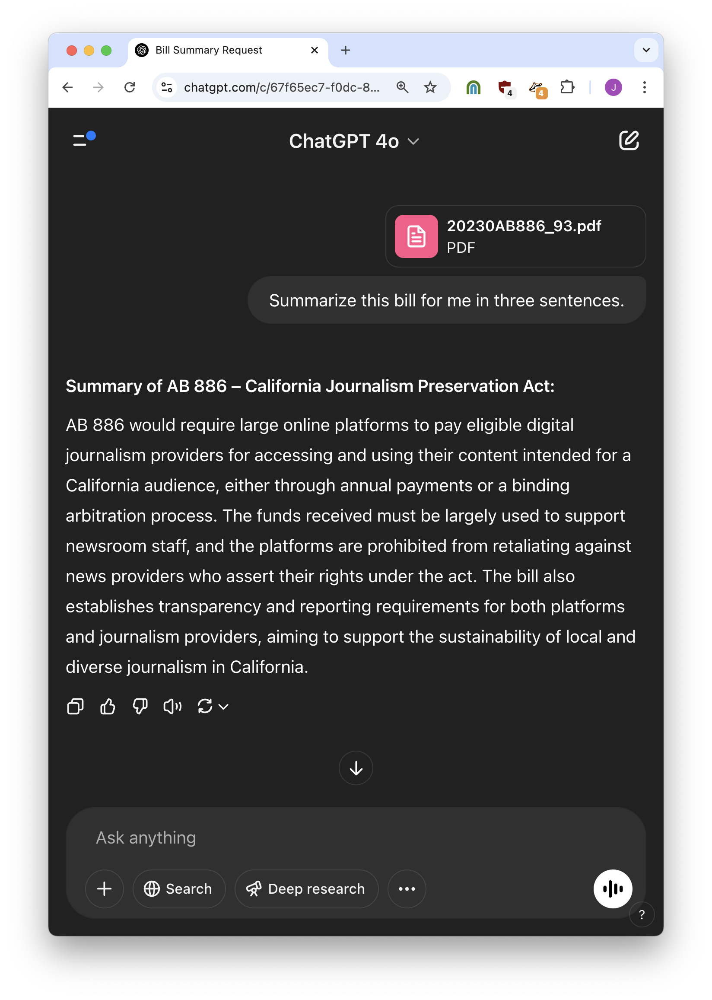 Bill Summary Request
chatgpt.com/c/67f65ec7-f0dc-8...
4
4
J
ChatGPT 4o
20230AB886_93.pdf
PDF
Summarize this bill for me in three sentences.
Summary of AB 886 – California Journalism Preservation Act:
AB 886 would require large online platforms to pay eligible digital
journalism providers for accessing and using their content intended for a
California audience, either through annual payments or a binding
arbitration process. The funds received must be largely used to support
newsroom staff, and the platforms are prohibited from retaliating against
news providers who assert their rights under the act. The bill also
establishes transparency and reporting requirements for both platforms
and journalism providers, aiming to support the sustainability of local and
diverse journalism in California.
Ask anything
Search
Deep research
?